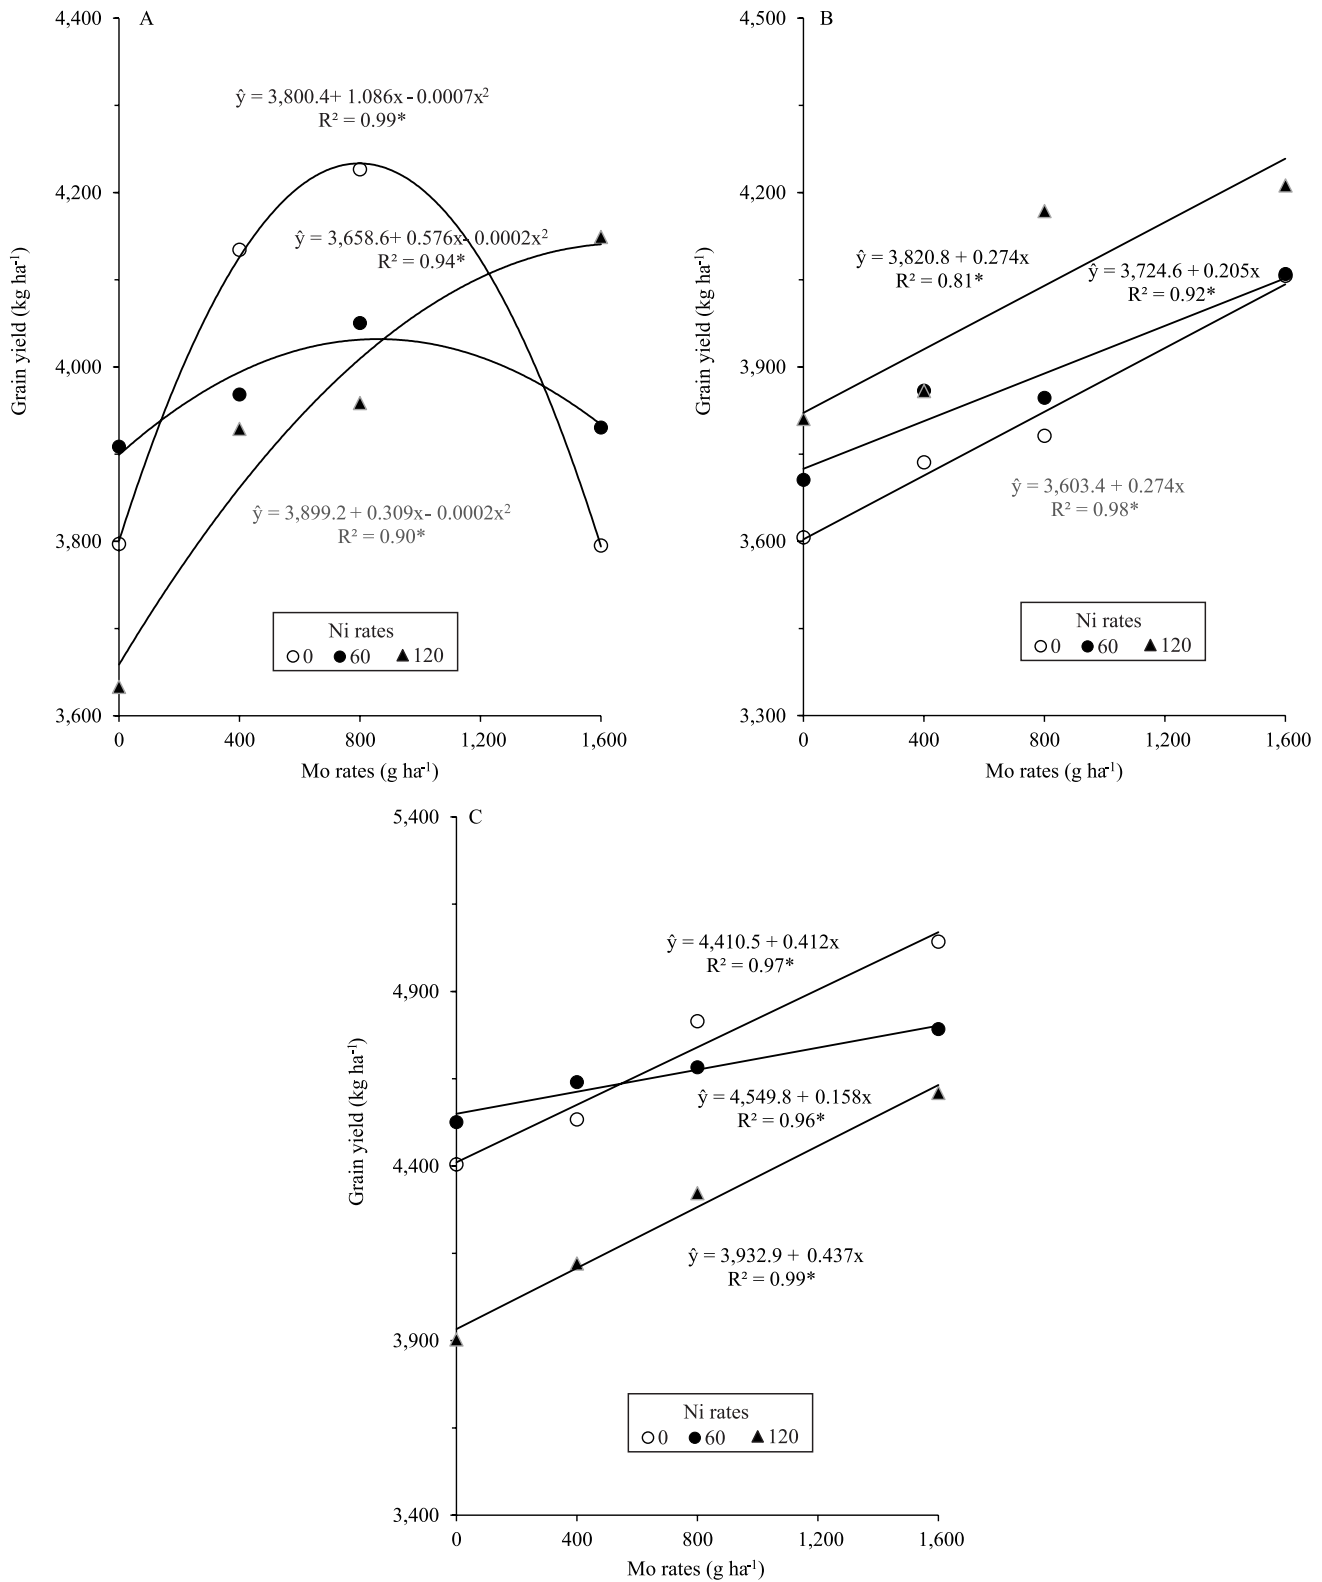 A
4,400
4,200
4,000
3,800
3,600
Grain yield (kg ha⁻¹)
ŷ = 3,800.4+ 1.086x - 0.0007x²
R² = 0.99*
ŷ = 3,658.6+ 0.576x- 0.0002x²
R² = 0.94*
ŷ = 3,899.2 + 0.309x- 0.0002x²
R² = 0.90*
Ni rates
0 60 120
0 400 800 1,200 1,600
Mo rates (g ha⁻¹)
B
4,500
4,200
3,900
3,600
3,300
Grain yield (kg ha⁻¹)
ŷ = 3,820.8 + 0.274x
R² = 0.81*
ŷ = 3,724.6 + 0.205x
R² = 0.92*
ŷ = 3,603.4 + 0.274x
R² = 0.98*
Ni rates
0 60 120
0 400 800 1,200 1,600
Mo rates (g ha⁻¹)
C
5,400
4,900
4,400
3,900
3,400
Grain yield (kg ha⁻¹)
ŷ = 4,410.5 + 0.412x
R² = 0.97*
ŷ = 4,549.8 + 0.158x
R² = 0.96*
ŷ = 3,932.9 + 0.437x
R² = 0.99*
Ni rates
0 60 120
0 400 800 1,200 1,600
Mo rates (g ha⁻¹)